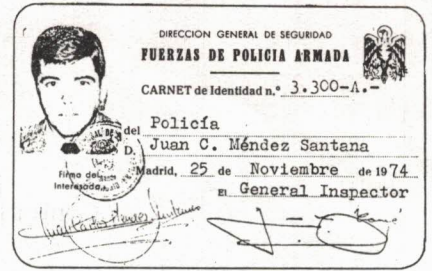 DIRECCION GENERAL DE SEGURIDAD
FUERZAS DE POLICIA ARMADA
CARNET de Identidad n.º 3.300-A.-
del Policía
D. Juan C. Méndez Santana
Madrid, 25 de Noviembre de 1974
El General Inspector
Firma del
Interesado,